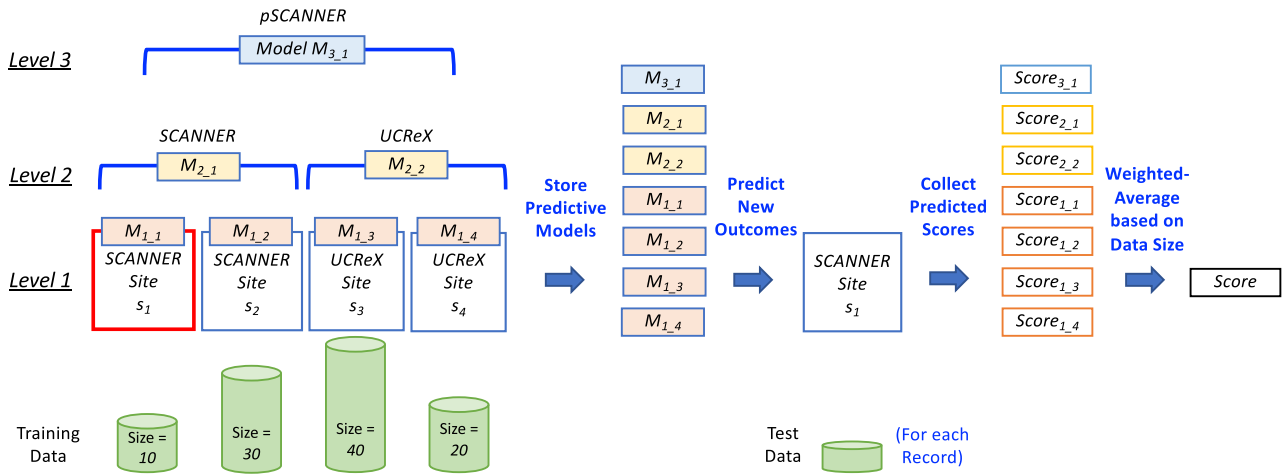 pSCANNER
Level 3
Model M3_1
SCANNER
UCReX
Level 2
M2_1
M2_2
M1_1
M1_2
M1_3
M1_4
Level 1
SCANNER
Site
s1
SCANNER
Site
s2
UCReX
Site
s3
UCReX
Site
s4
Training
Data
Size =
10
Size =
30
Size =
40
Size =
20
Store
Predictive
Models
M3_1
M2_1
M2_2
M1_1
M1_2
M1_3
M1_4
Predict
New
Outcomes
SCANNER
Site
s1
Test
Data
(For each
Record)
Collect
Predicted
Scores
Score3_1
Score2_1
Score2_2
Score1_1
Score1_2
Score1_3
Score1_4
Weighted-
Average
based on
Data Size
Score